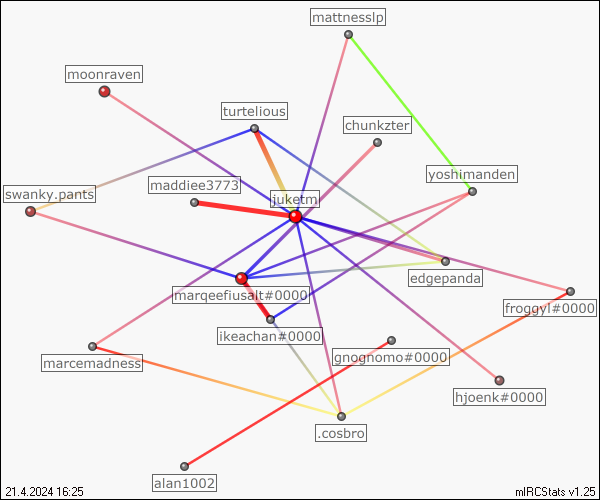 mattnesslp
moonraven
turtelious
chunkzter
yoshimanden
maddiee3773
swanky.pants
juketm
edgepanda
marqeefiusalt#0000
froggyl#0000
ikeachan#0000
gnognomo#0000
marcemadness
hjoenk#0000
.cosbro
alan1002
21.4.2024 16:25
mIRCStats v1.25